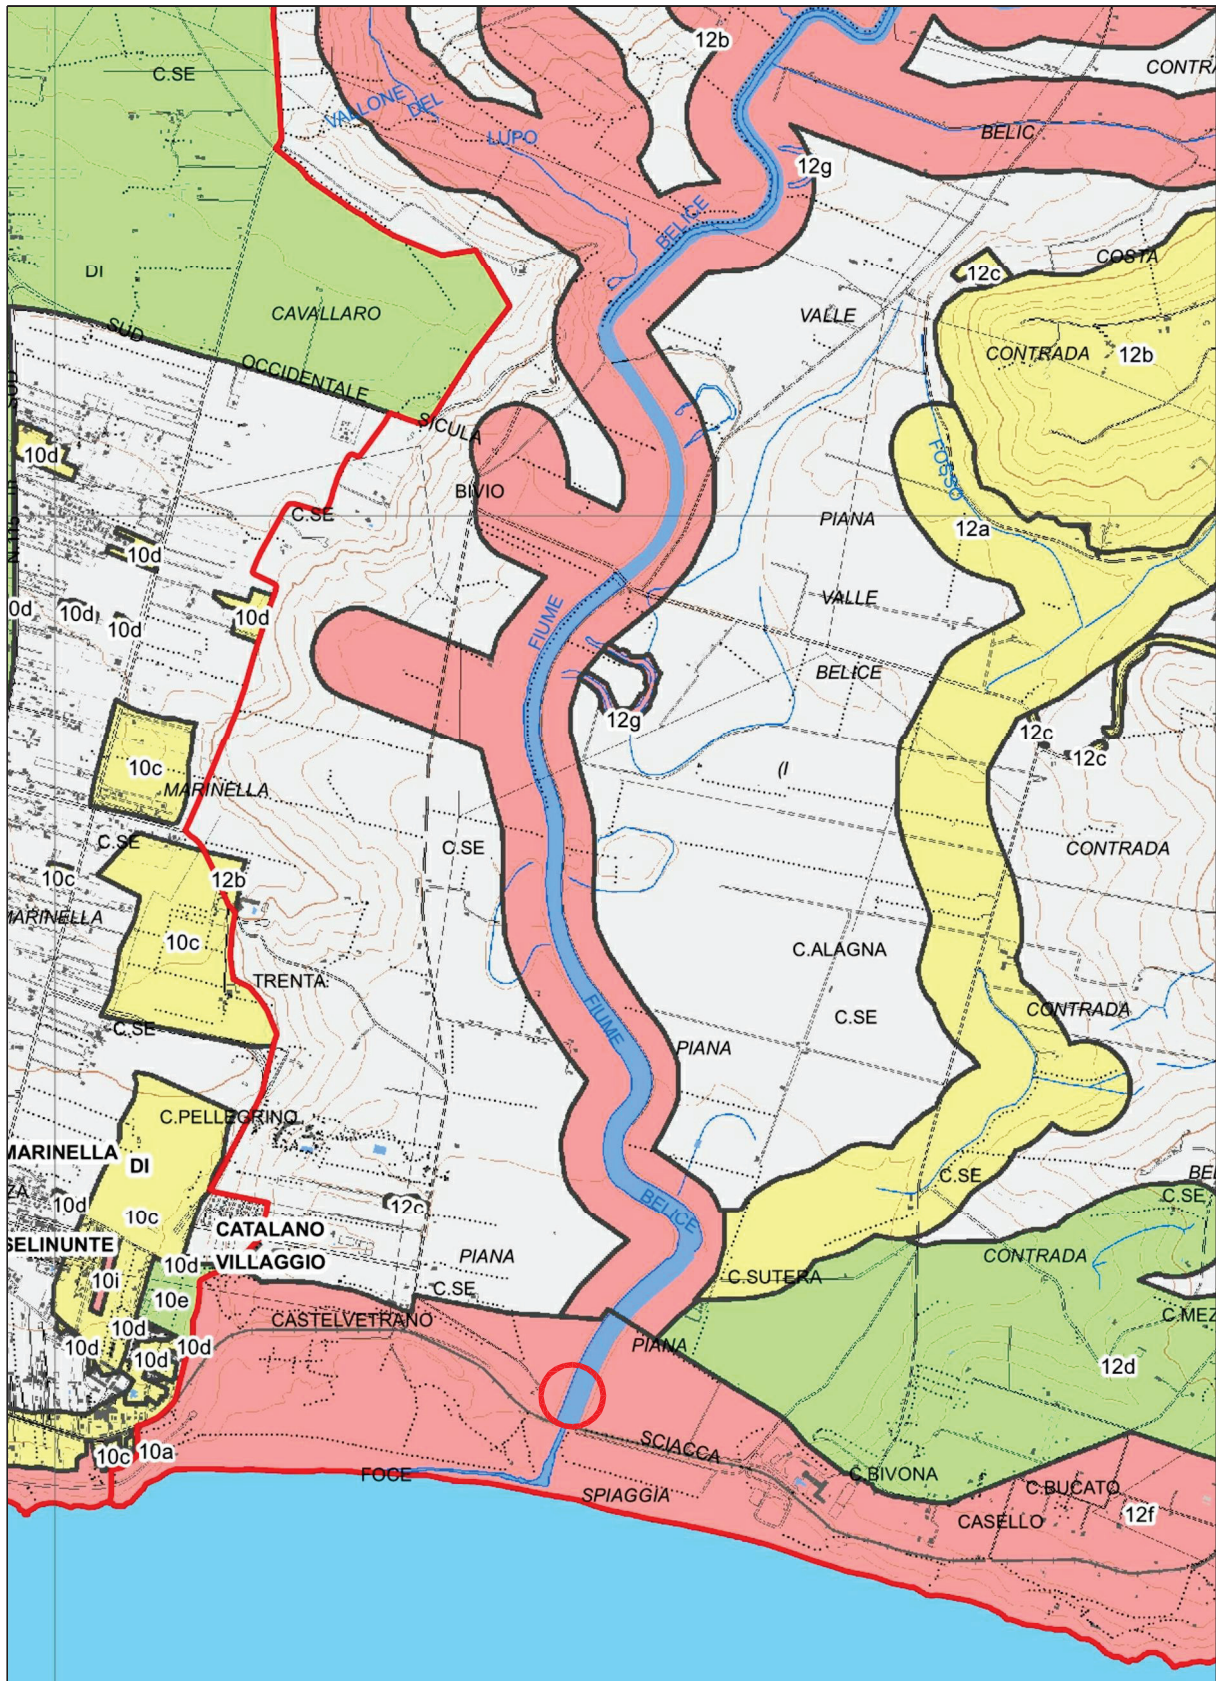 12b
C.SE
CONTRA
VALLONE
DEL
BELIC
LUPO
12g
BELICE
COSTA
DI
12c
CAVALLARO
VALLE
SUD
CONTRADA
12b
OCCIDENTALE
SICULA
10d
FOSSO
BIVIO
C.SE
PIANA
12a
10d
VALLE
0d
10d
10d
10d
FIUME
BELICE
12g
12c
12c
10c
(I
MARINELLA
C.SE
C.SE
CONTRADA
10c
12b
MARINELLA
10c
C.ALAGNA
TRENTA
CONTRADA
C.SE
C.SE
FIUME
PIANA
C.PELLEGRINO
MARINELLA
DI
C.SE
BEL
ZA
10d
12c
C.SE
10c
BELICE
CATALANO
SELINUNTE
PIANA
CONTRADA
10d
VILLAGGIO
10i
C.SE
C.SUTERA
10e
CASTELVETRANO
C.MEZ
10d
10d
10d
10d
PIANA
12d
SCIACCA
10c
10a
FOCE
C.BIVONA
SPIAGGIA
C.BUCATO
CASELLO
12f